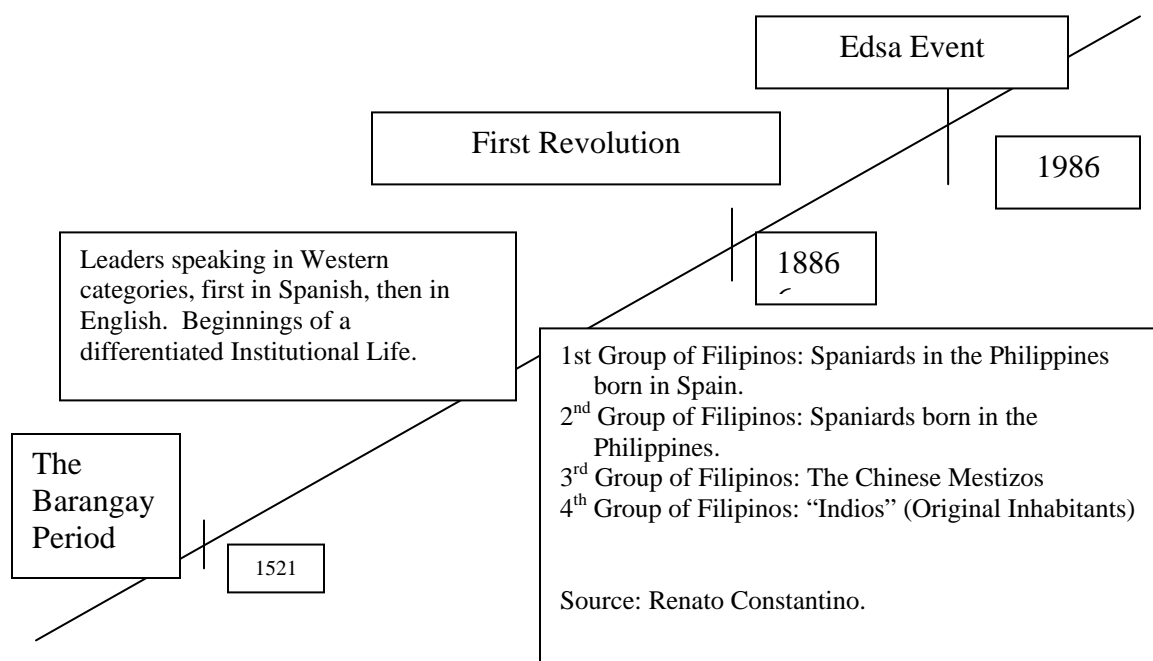 Edsa Event
First Revolution
1986
Leaders speaking in Western
categories, first in Spanish, then in
English. Beginnings of a
differentiated Institutional Life.
1886
1st Group of Filipinos: Spaniards in the Philippines
born in Spain.
2nd Group of Filipinos: Spaniards born in the
Philippines.
3rd Group of Filipinos: The Chinese Mestizos
4th Group of Filipinos: “Indios” (Original Inhabitants)
The
Barangay
Period
1521
Source: Renato Constantino.